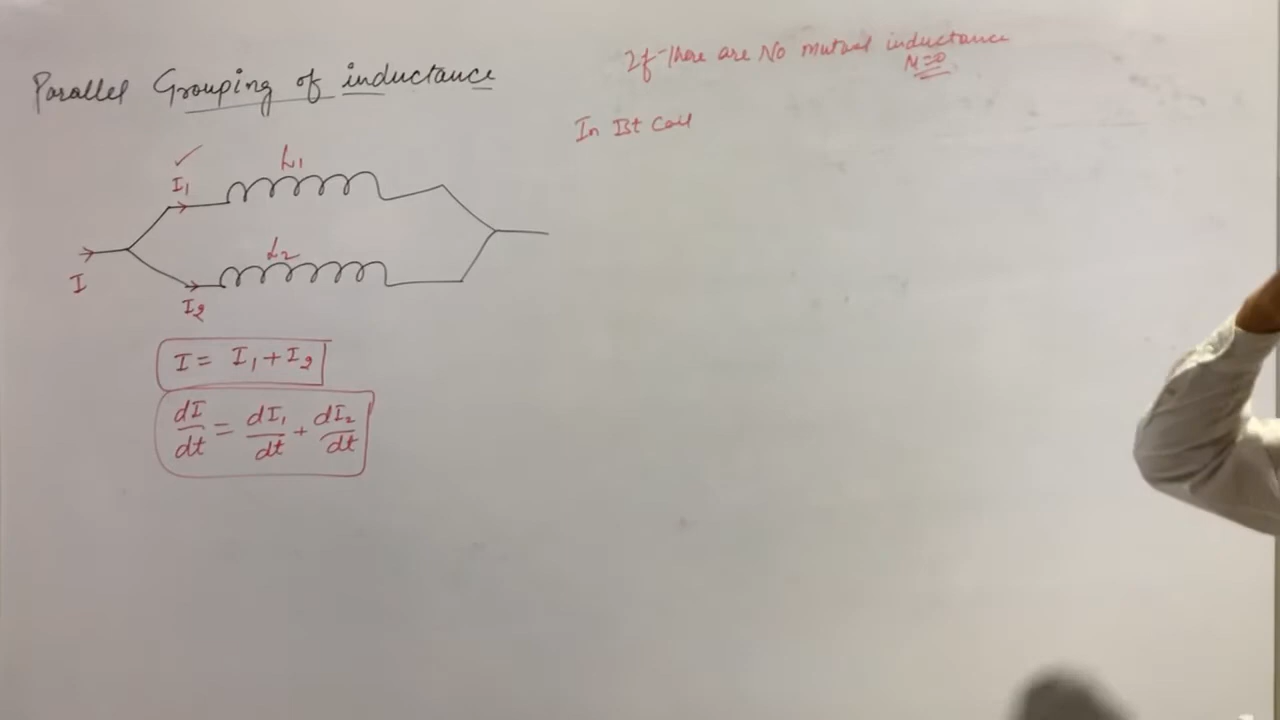 Parallel Grouping of inductance
If There are No mutual inductance
M=0
In Ist Coil
L1
I1
L2
I
I2
I = I1 + I2
dI/dt = dI1/dt + dI2/dt